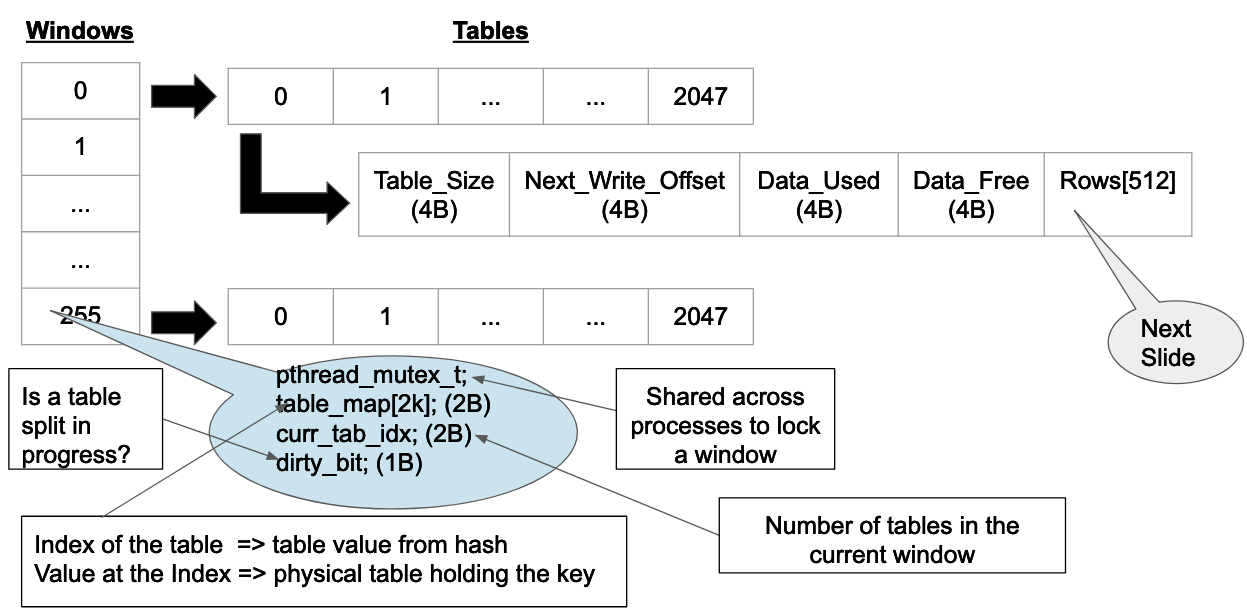 Windows
Tables
0
1
...
...
255
0 1 ... ... 2047
Table_Size
(4B)
Next_Write_Offset
(4B)
Data_Used
(4B)
Data_Free
(4B)
Rows[512]
Next
Slide
0 1 ... ... 2047
pthread_mutex_t;
table_map[2k]; (2B)
curr_tab_idx; (2B)
dirty_bit; (1B)
Is a table
split in
progress?
Shared across
processes to lock
a window
Number of tables in the
current window
Index of the table => table value from hash
Value at the Index => physical table holding the key